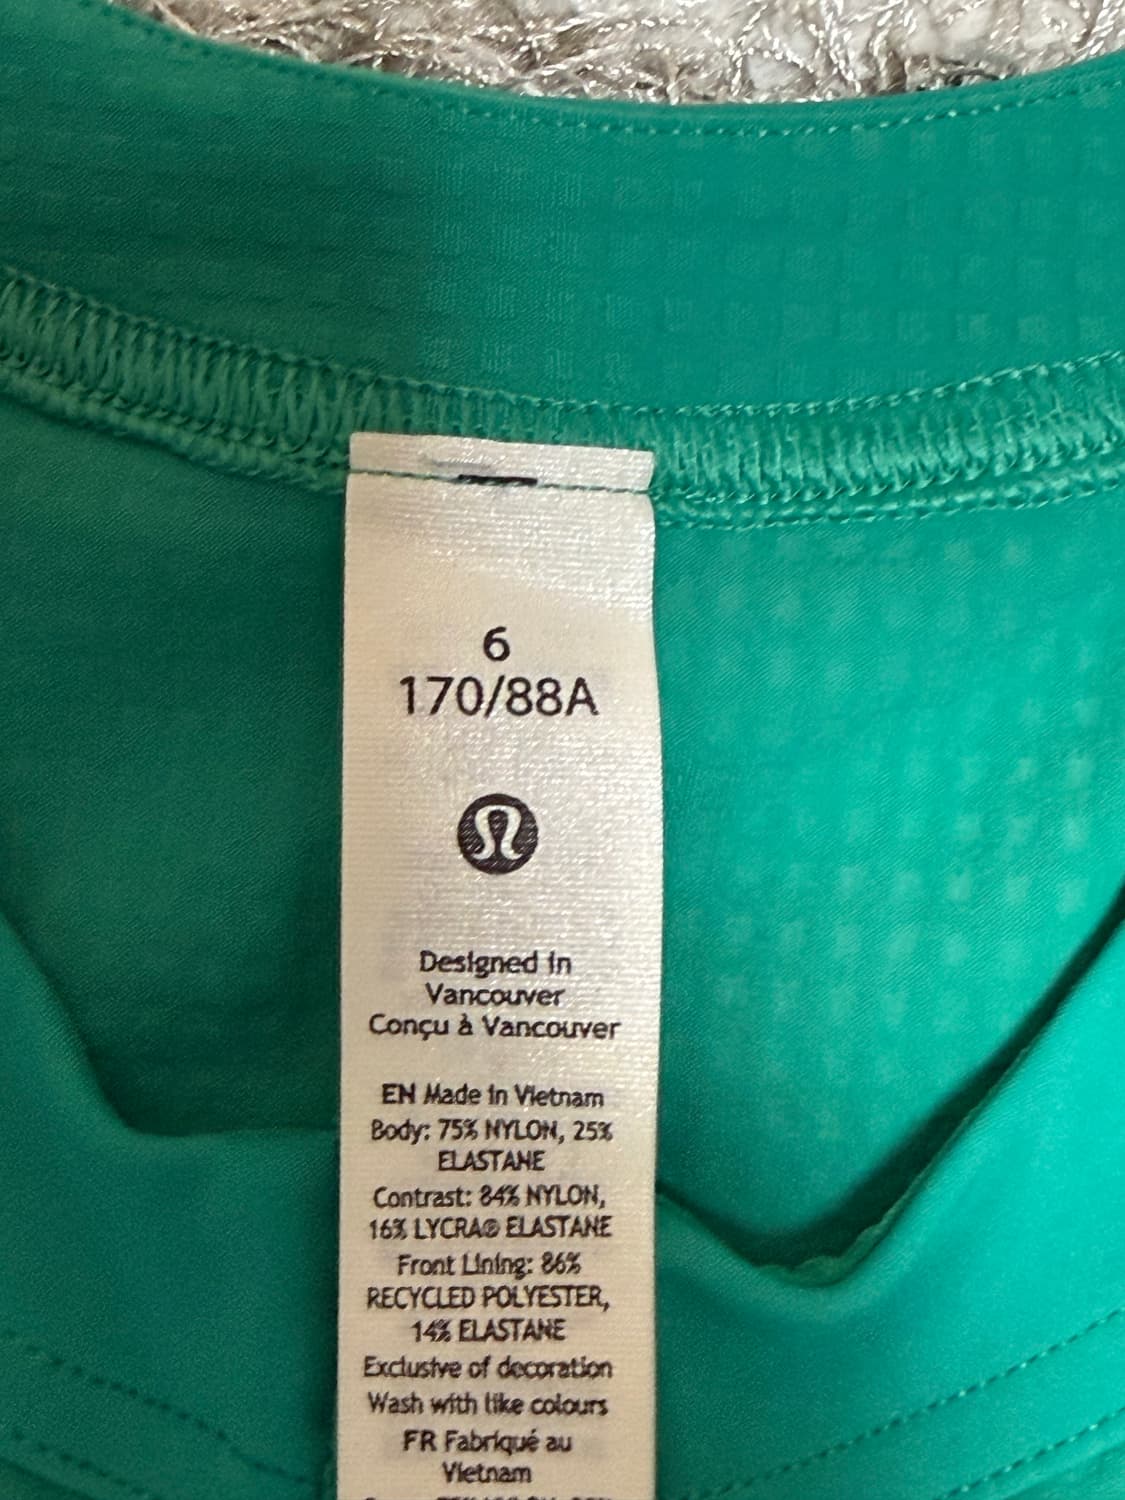 6
170/88A
Designed in
Vancouver
Conçu à Vancouver
EN Made in Vietnam
Body: 75% NYLON, 25%
ELASTANE
Contrast: 84% NYLON,
16% LYCRA® ELASTANE
Front Lining: 86%
RECYCLED POLYESTER,
14% ELASTANE
Exclusive of decoration
Wash with like colours
FR Fabriqué au
Vietnam